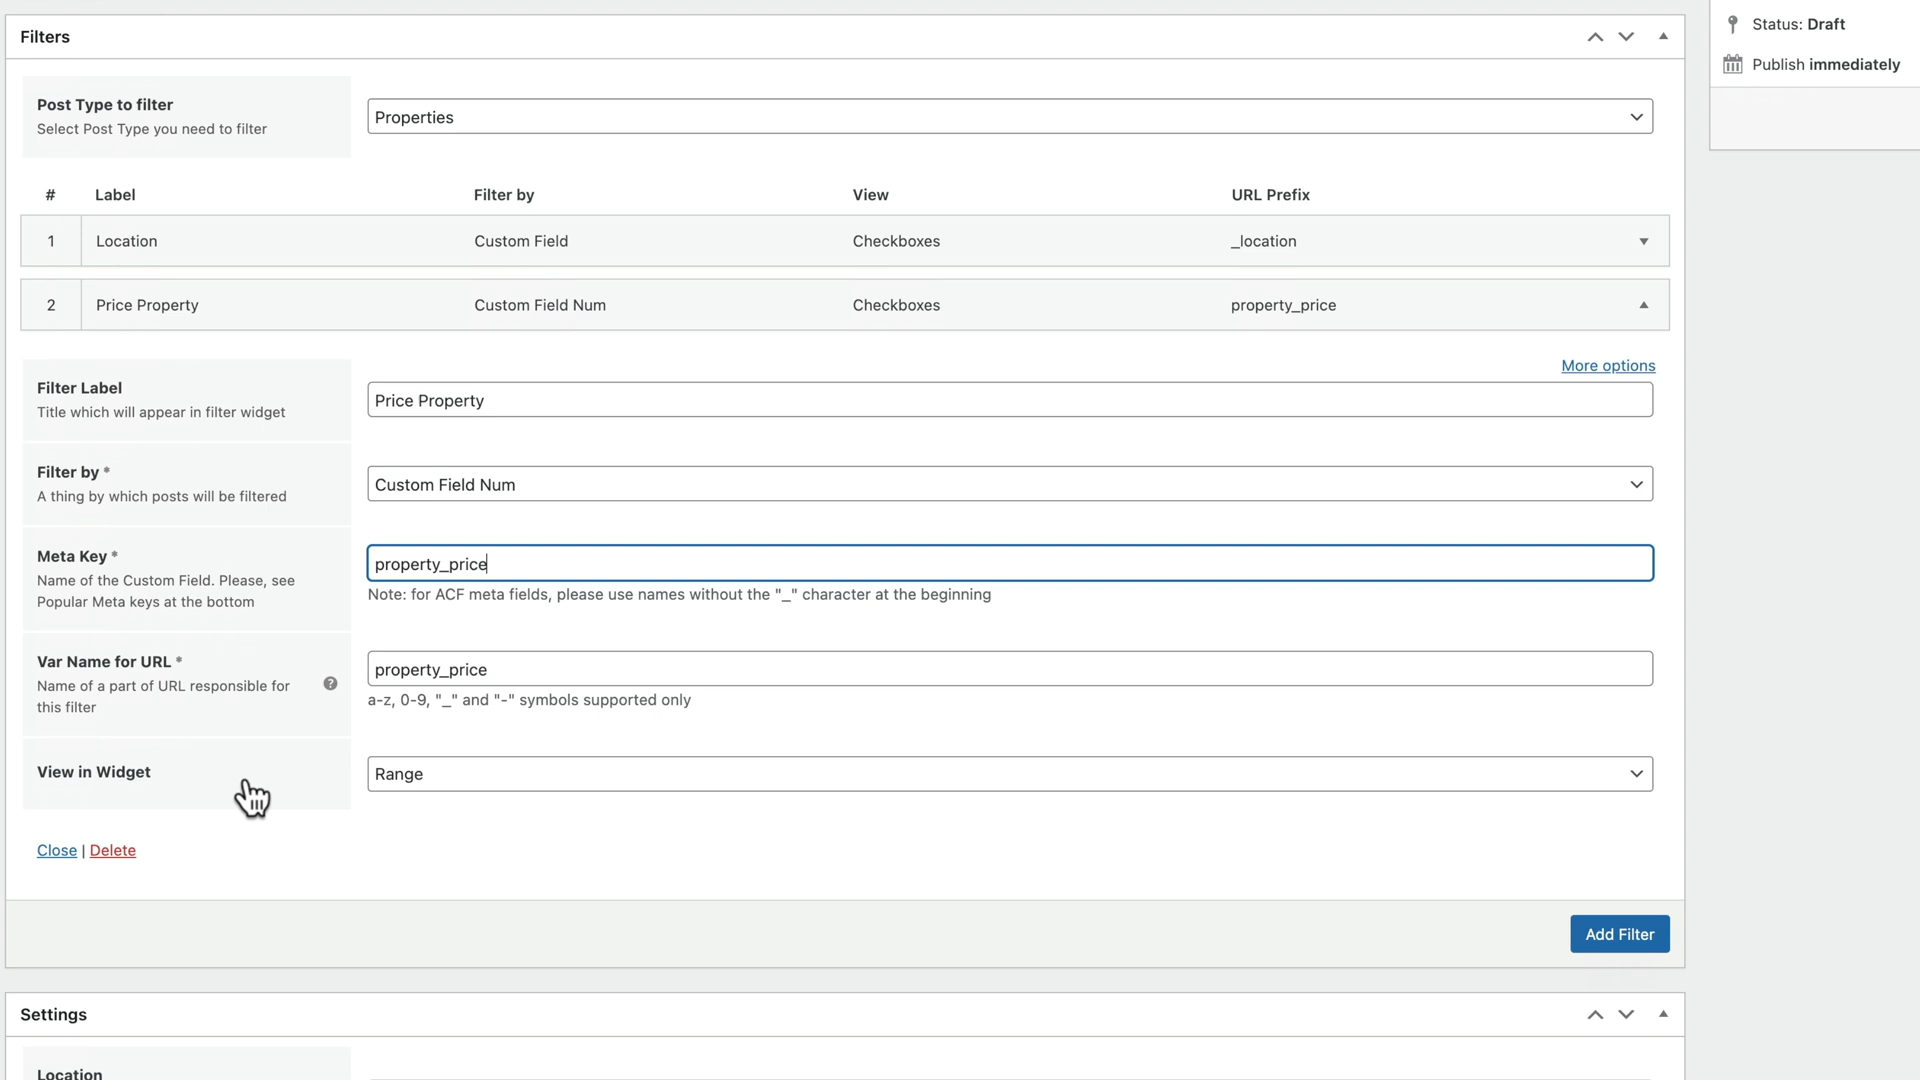 Filters
Status: Draft
Publish immediately
Post Type to filter
Select Post Type you need to filter
Properties
# Label Filter by View URL Prefix
1 Location Custom Field Checkboxes _location
2 Price Property Custom Field Num Checkboxes property_price
More options
Filter Label
Title which will appear in filter widget
Price Property
Filter by *
A thing by which posts will be filtered
Custom Field Num
Meta Key *
Name of the Custom Field. Please, see
Popular Meta keys at the bottom
property_price
Note: for ACF meta fields, please use names without the "_" character at the beginning
Var Name for URL *
Name of a part of URL responsible for
this filter
?
property_price
a-z, 0-9, "_" and "-" symbols supported only
View in Widget
Range
Close | Delete
Add Filter
Settings
Location